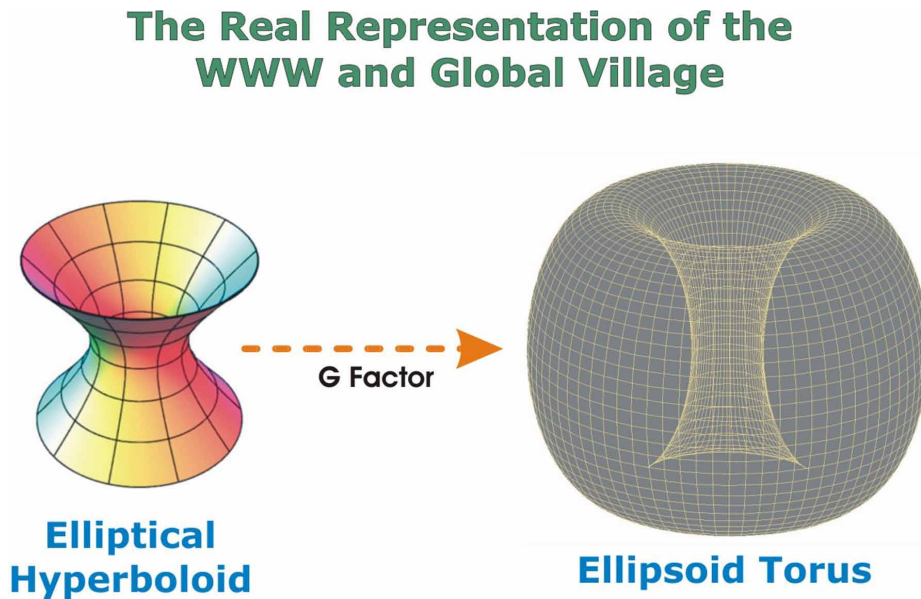 The Real Representation of the
WWW and Global Village
G Factor
Elliptical
Hyperboloid
Ellipsoid Torus